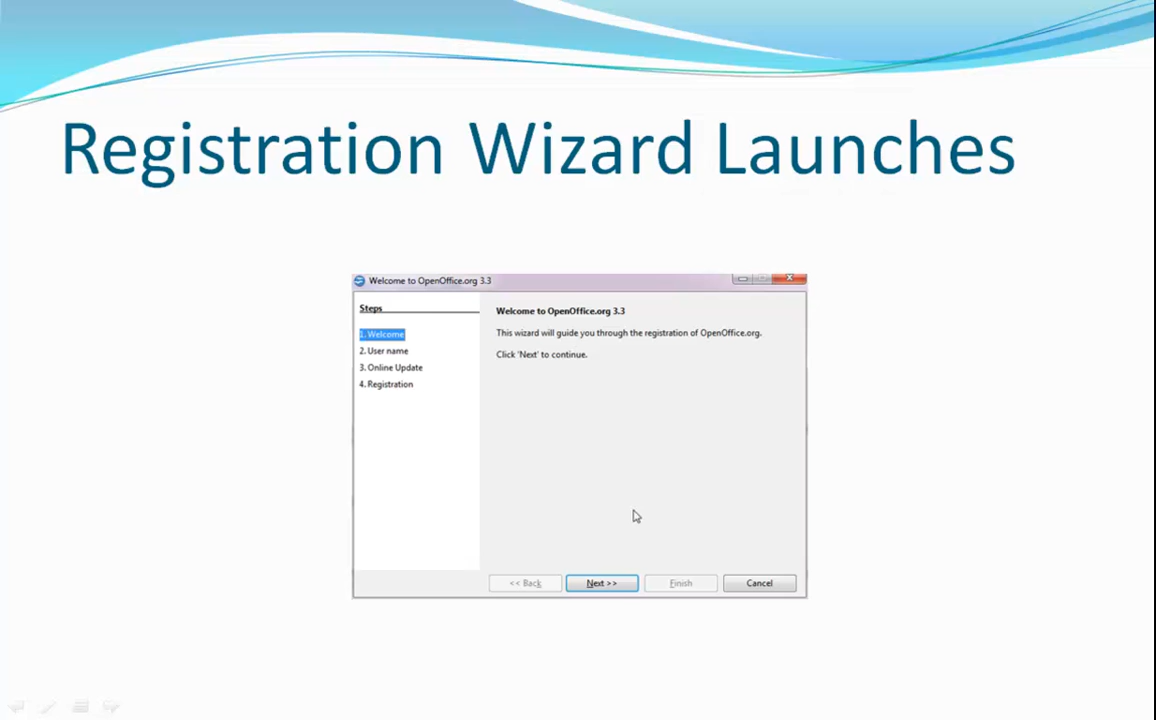 Registration Wizard Launches
Welcome to OpenOffice.org 3.3
Steps
1. Welcome
2. User name
3. Online Update
4. Registration
Welcome to OpenOffice.org 3.3
This wizard will guide you through the registration of OpenOffice.org.
Click 'Next' to continue.
<< Back Next >> Finish Cancel